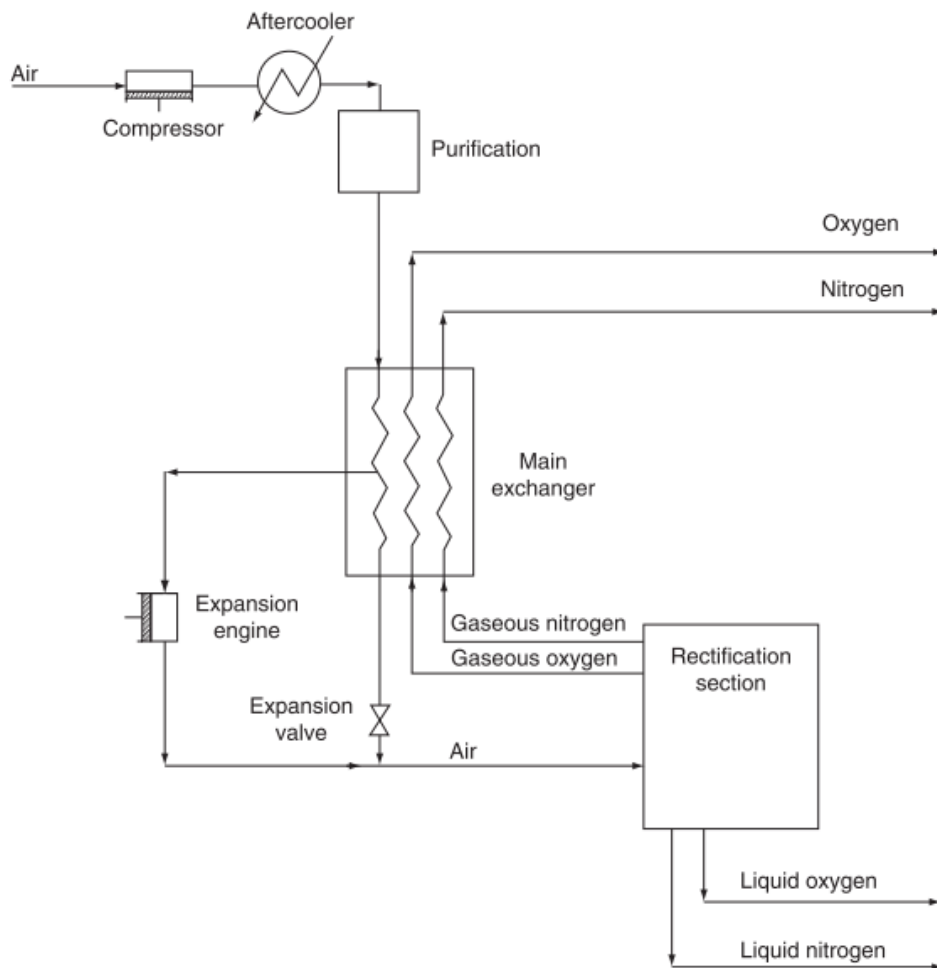 Aftercooler
Air
Compressor
Purification
Oxygen
Nitrogen
Main
exchanger
Expansion
engine
Gaseous nitrogen
Gaseous oxygen
Rectification
section
Expansion
valve
Air
Liquid oxygen
Liquid nitrogen